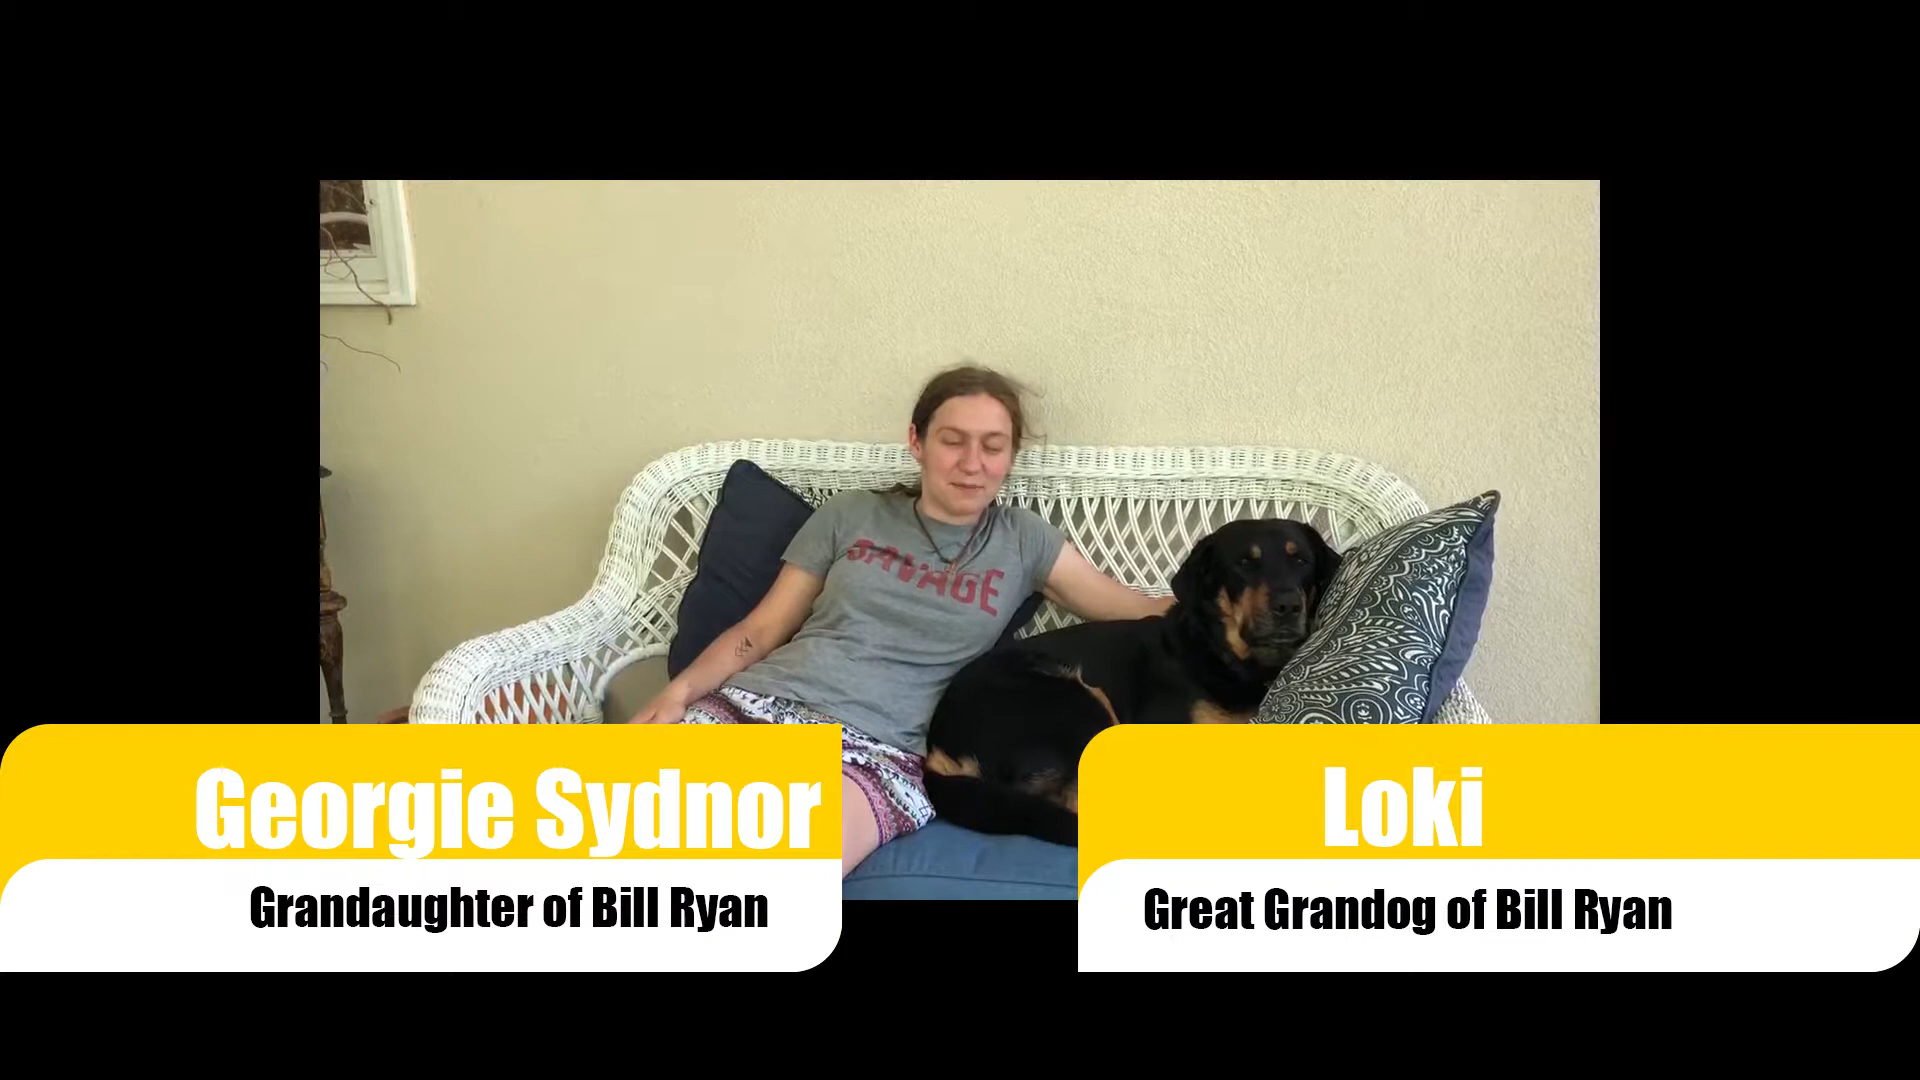 SAVAGE
Georgie Sydnor
Grandaughter of Bill Ryan
Loki
Great Grandog of Bill Ryan